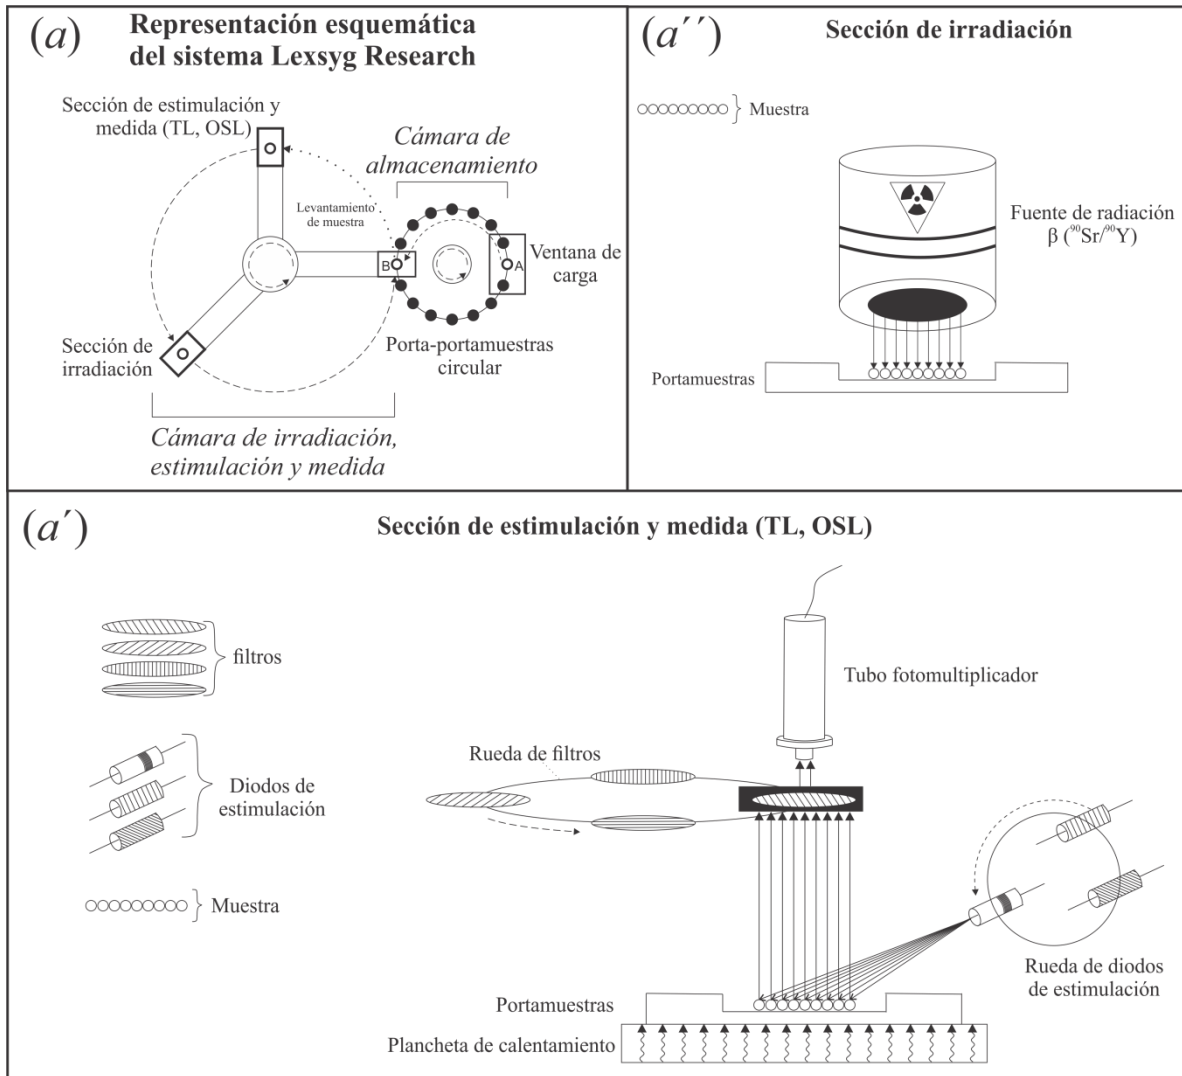 (a)
Representación esquemática
del sistema Lexsyg Research
Sección de estimulación y
medida (TL, OSL)
Cámara de
almacenamiento
Levantamiento
de muestra
B
A
Ventana de
carga
Sección de
irradiación
Porta-portamuestras
circular
Cámara de irradiación,
estimulación y medida
(a´´)
Sección de irradiación
Muestra
Fuente de radiación
β (⁹⁰Sr/⁹⁰Y)
Portamuestras
(a´)
Sección de estimulación y medida (TL, OSL)
filtros
Diodos de
estimulación
Muestra
Tubo fotomultiplicador
Rueda de filtros
Rueda de diodos
de estimulación
Portamuestras
Plancheta de calentamiento